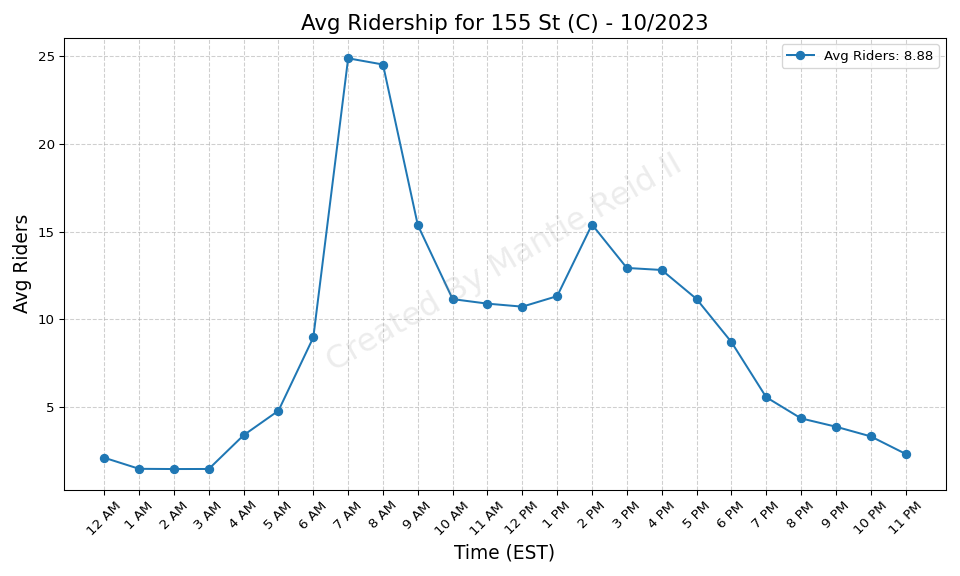 Avg Ridership for 155 St (C) - 10/2023
Avg Riders: 8.88
25
20
15
10
5
Avg Riders
Created By Mantie Reid II
12 AM
1 AM
2 AM
3 AM
4 AM
5 AM
6 AM
7 AM
8 AM
9 AM
10 AM
11 AM
12 PM
1 PM
2 PM
3 PM
4 PM
5 PM
6 PM
7 PM
8 PM
9 PM
10 PM
11 PM
Time (EST)